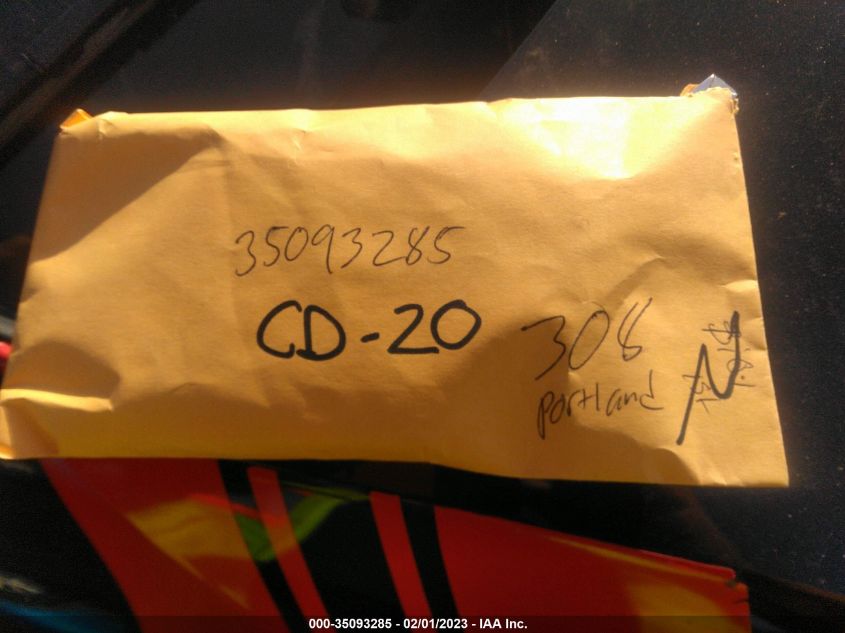 35093285
CD-20
308
portland
N
000-35093285 - 02/01/2023 - IAA Inc.